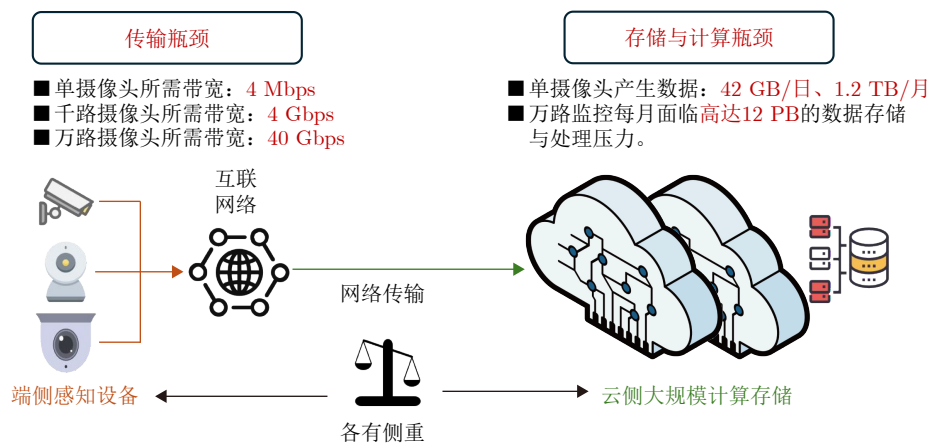 传输瓶颈
■ 单摄像头所需带宽：4 Mbps
■ 千路摄像头所需带宽：4 Gbps
■ 万路摄像头所需带宽：40 Gbps
存储与计算瓶颈
■ 单摄像头产生数据：42 GB/日、1.2 TB/月
■ 万路监控每月面临高达12 PB的数据存储
与处理压力。
互联
网络
网络传输
端侧感知设备
各有侧重
云侧大规模计算存储